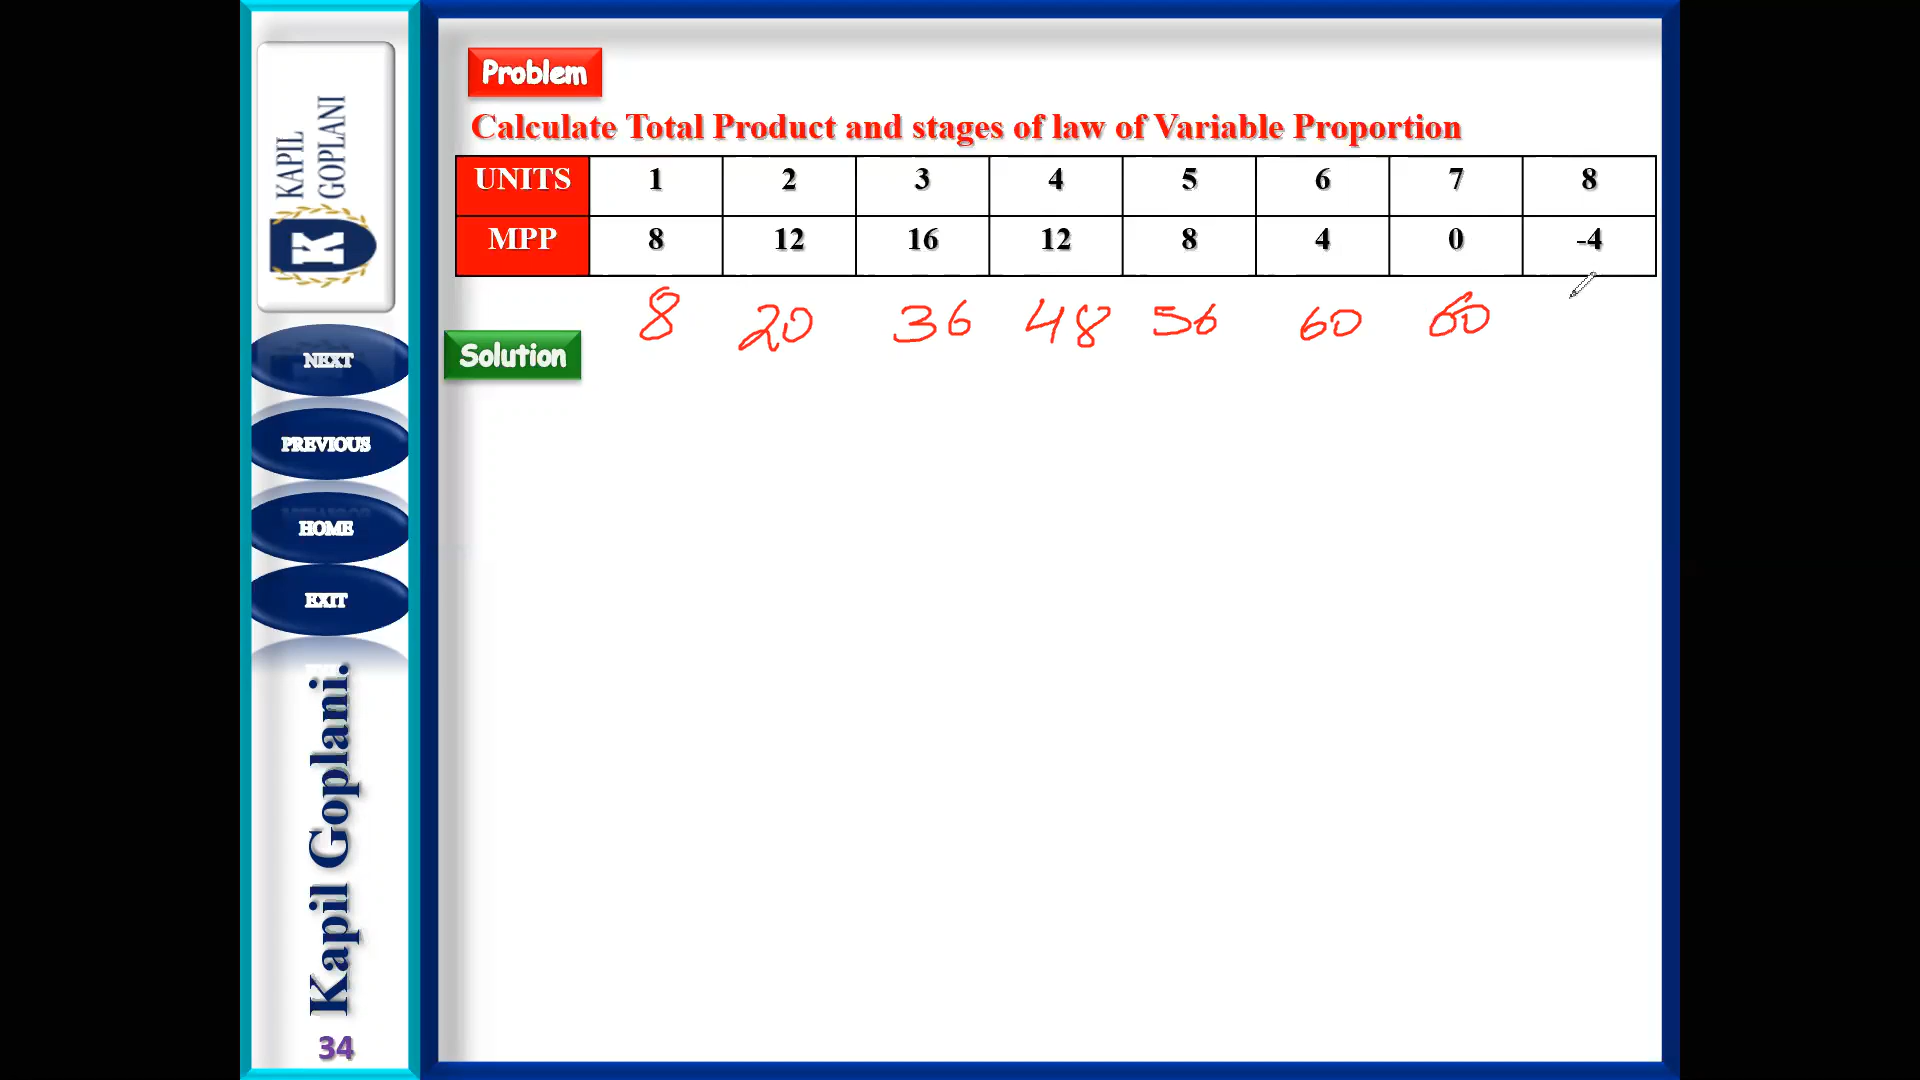 KAPIL
GOPLANI
K
NEXT
PREVIOUS
HOME
EXIT
Kapil Goplani.
34
Problem
Calculate Total Product and stages of law of Variable Proportion
UNITS 1 2 3 4 5 6 7 8
MPP 8 12 16 12 8 4 0 -4
8 20 36 48 56 60 60
Solution